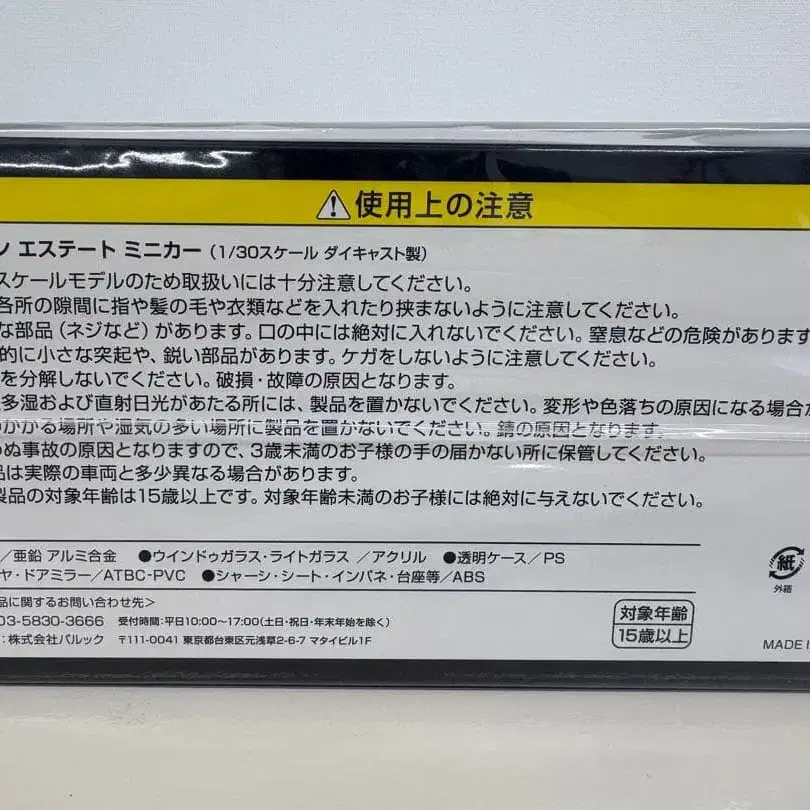 ⚠使用上の注意
ン エステート ミニカー（1/30スケール ダイキャスト製）
スケールモデルのため取扱いには十分注意してください。
各所の隙間に指や髪の毛や衣類などを入れたり挟まないように注意してください。
な部品（ネジなど）があります。口の中には絶対に入れないでください。窒息などの危険があります
的に小さな突起や、鋭い部品があります。ケガをしないように注意してください。
を分解しないでください。破損・故障の原因となります。
多湿および直射日光があたる所には、製品を置かないでください。変形や色落ちの原因になる場合か
かかる場所や湿気の多い場所に製品を置かないでください。錆の原因となります。
ぬ事故の原因となりますので、3歳未満のお子様の手の届かない所に保管してください。
品は実際の車両と多少異なる場合があります。
製品の対象年齢は15歳以上です。対象年齢未満のお子様には絶対に与えないでください。
／亜鉛 アルミ合金 ●ウインドゥガラス・ライトガラス ／アクリル ●透明ケース／PS
ヤ・ドアミラー／ATBC-PVC ●シャーシ・シート・インパネ・台座等／ABS
紙
外箱
品に関するお問い合わせ先＞
03-5830-3666 受付時間：平日10:00〜17:00（土日・祝日・年末年始を除く）
：株式会社パルック 〒111-0041 東京都台東区元浅草2-6-7 マタイビル1F
対象年齢
15歳以上
MADE I